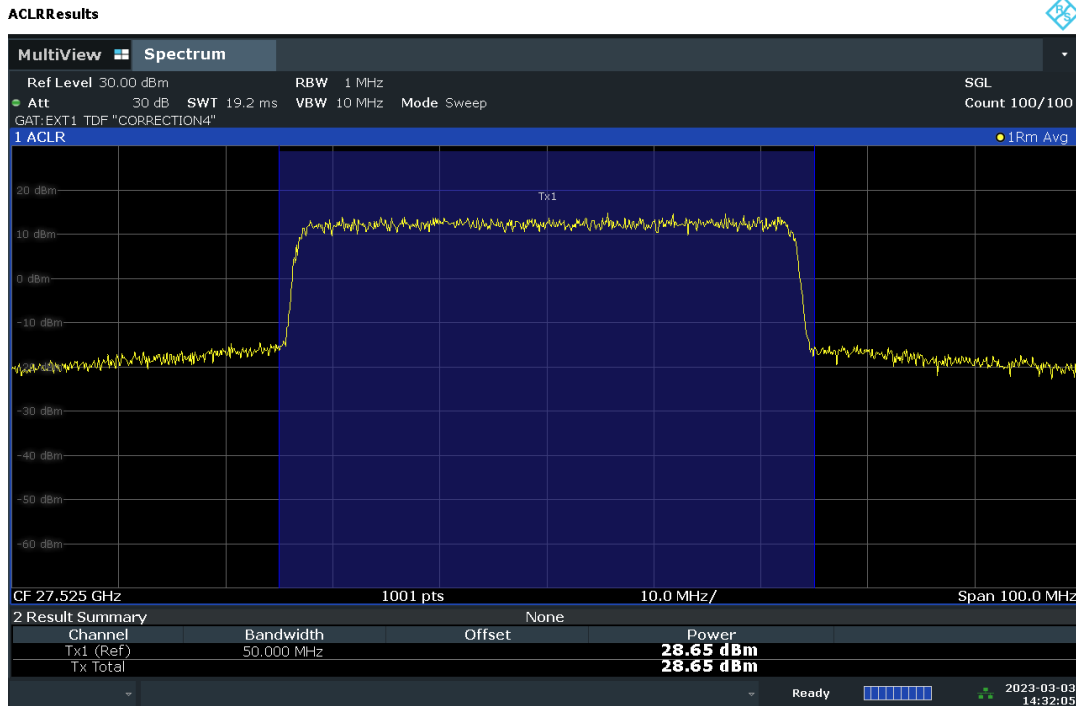 ACLRResults
R S
MultiView Spectrum
Ref Level 30.00 dBm RBW 1 MHz SGL
Att 30 dB SWT 19.2 ms VBW 10 MHz Mode Sweep Count 100/100
GAT:EXT1 TDF "CORRECTION4"
1 ACLR 1Rm Avg
20 dBm
Tx1
10 dBm
0 dBm
-10 dBm
-30 dBm
-40 dBm
-50 dBm
-60 dBm
CF 27.525 GHz 1001 pts 10.0 MHz/ Span 100.0 MHz
2 Result Summary None
Channel Bandwidth Offset Power
Tx1 (Ref) 50.000 MHz 28.65 dBm
Tx Total 28.65 dBm
Ready 2023-03-03
14:32:05